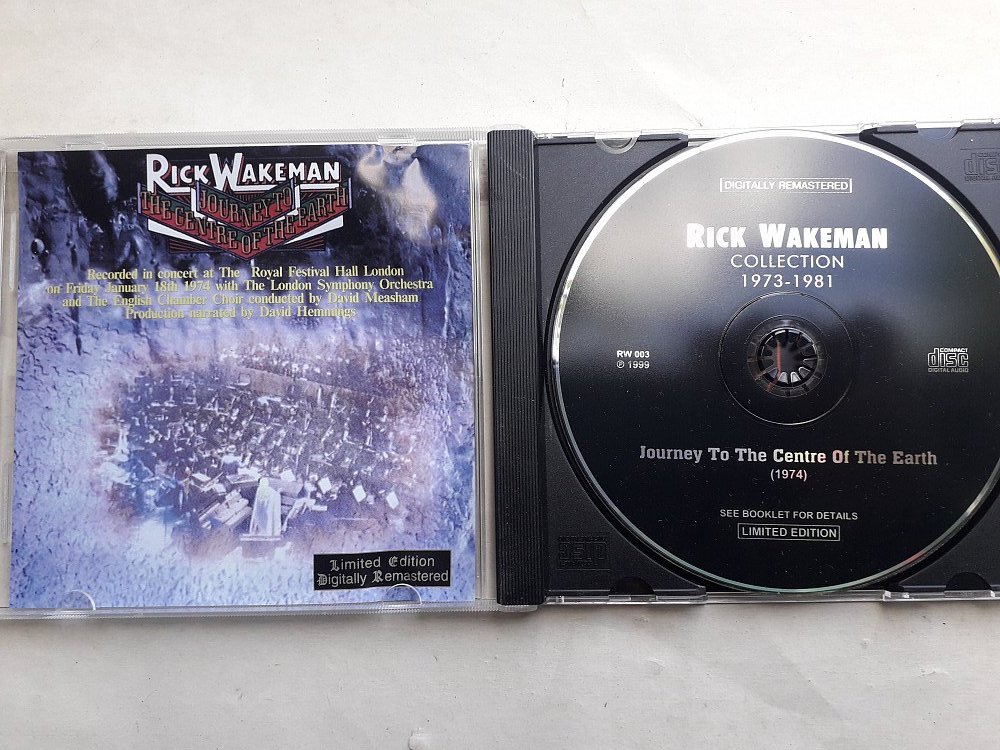 RICK WAKEMAN
JOURNEY TO
THE CENTRE OF THE EARTH
Recorded in concert at The Royal Festival Hall London
on Friday January 18th 1974 with The London Symphony Orchestra
and The English Chamber Choir conducted by David Measham
Production narrated by David Hemmings
Limited Edition
Digitally Remastered
DIGITALLY REMASTERED
RICK WAKEMAN
COLLECTION
1973-1981
RW 003
℗ 1999
COMPACT
disc
DIGITAL AUDIO
Journey To The Centre Of The Earth
(1974)
SEE BOOKLET FOR DETAILS
LIMITED EDITION
disc